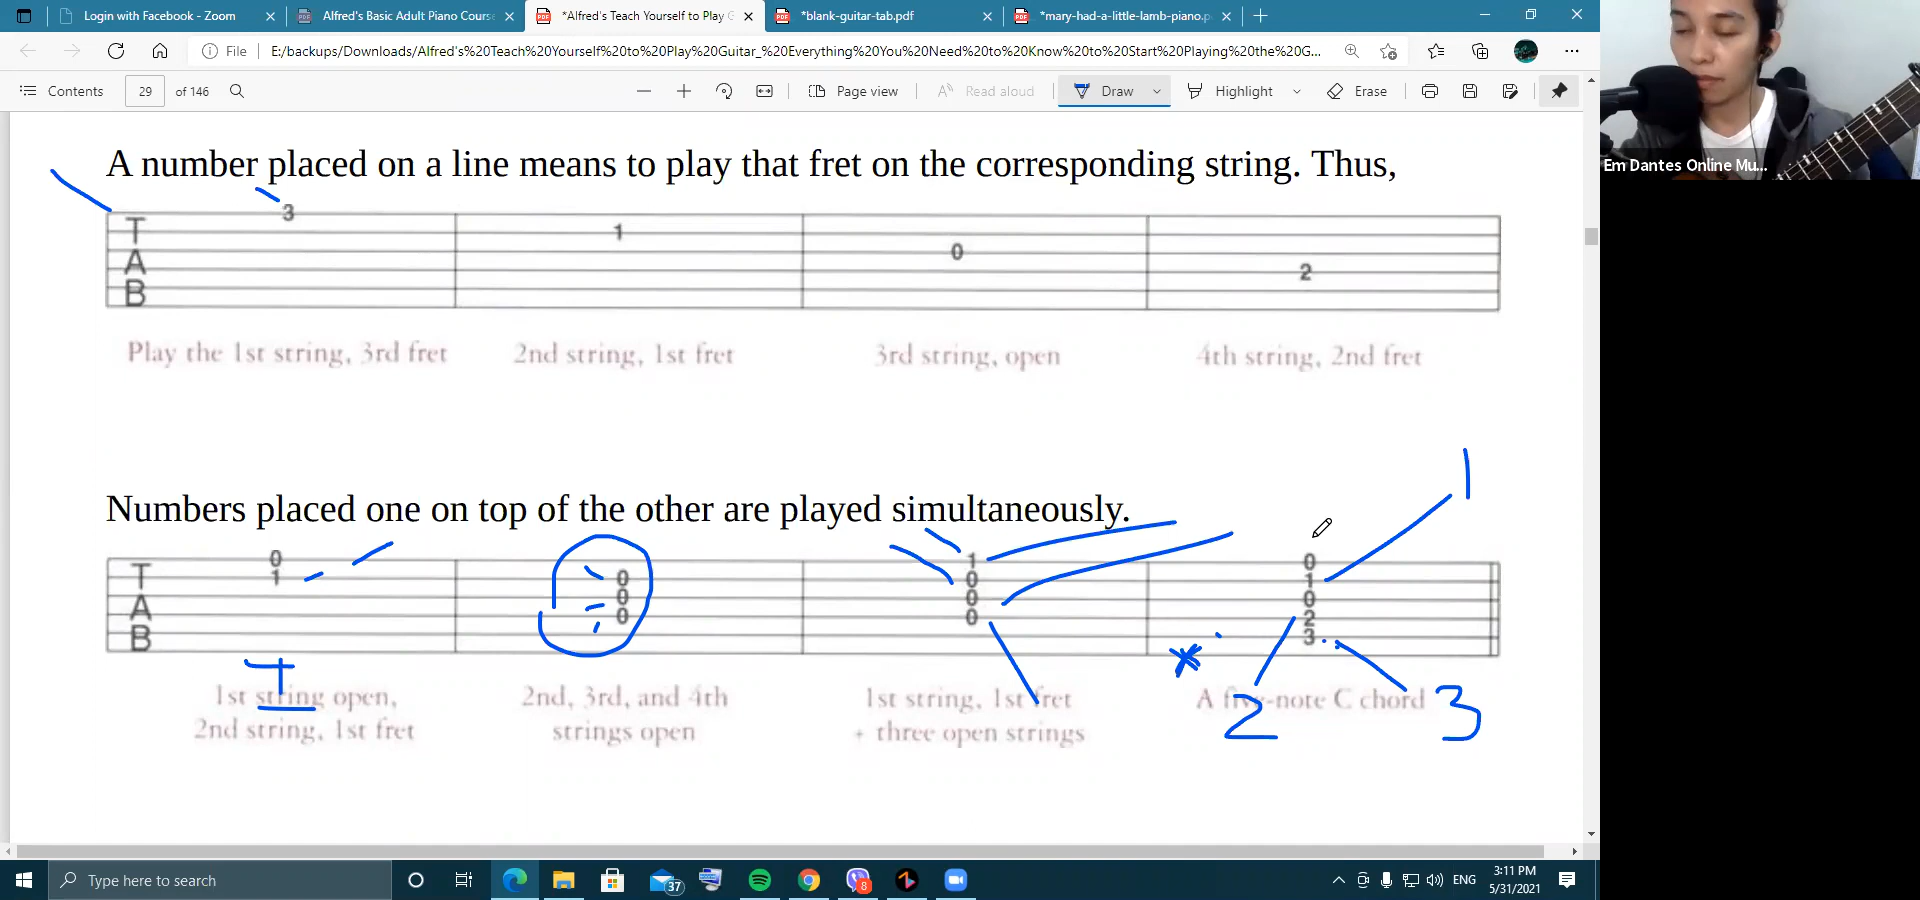 Login with Facebook - Zoom
Alfred's Basic Adult Piano Cours
*Alfred's Teach Yourself to Play G
*blank-guitar-tab.pdf
*mary-had-a-little-lamb-piano.p
File
E:/backups/Downloads/Alfred's%20Teach%20Yourself%20to%20Play%20Guitar_%20Everything%20You%20Need%20to%20Know%20to%20Start%20Playing%20the%20G...
Contents
29 of 146
Page view
Read aloud
Draw
Highlight
Erase
Em Dantes Online Mu...
A number placed on a line means to play that fret on the corresponding string. Thus,
TAB
3
1
0
2
Play the 1st string, 3rd fret
2nd string, 1st fret
3rd string, open
4th string, 2nd fret
1
Numbers placed one on top of the other are played simultaneously.
TAB
0
1
0
0
0
1
0
0
0
0
1
0
2
3
1st string open,
2nd string, 1st fret
2nd, 3rd, and 4th
strings open
1st string, 1st fret
+ three open strings
A five-note C chord
2
3
Type here to search
37
8
ENG
3:11 PM
5/31/2021